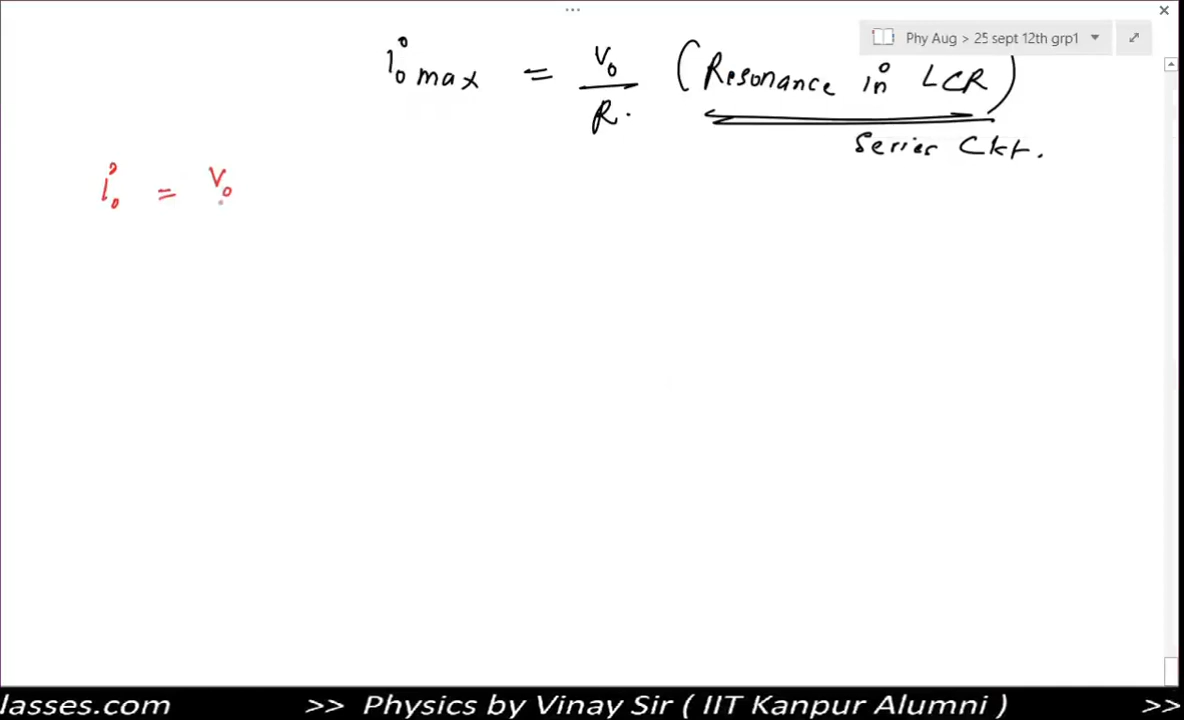 Phy Aug > 25 sept 12th grp1
i₀ max = V₀/R. (Resonance in LCR)
Series Ckt.
i₀ = V₀
lasses.com >> Physics by Vinay Sir ( IIT Kanpur Alumni ) >>